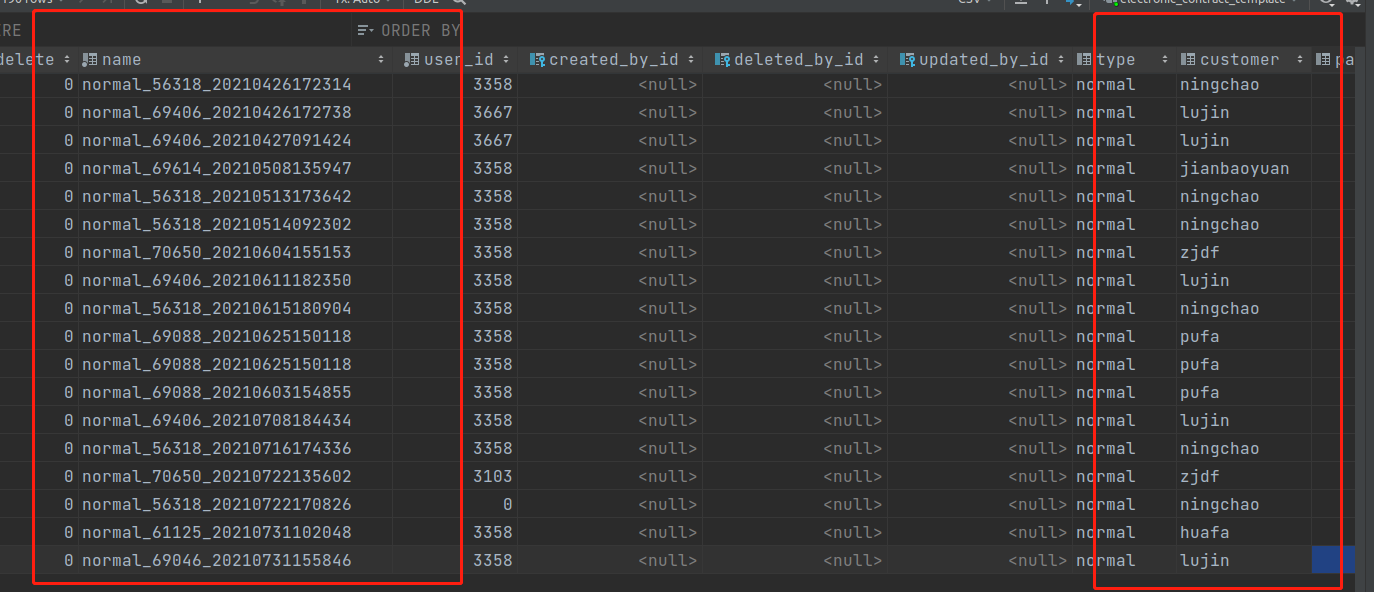 Tx: Auto DDL CSV electronic_contract_template
ERE ORDER BY
delete name user_id created_by_id deleted_by_id updated_by_id type customer pa
0 normal_56318_20210426172314 3358 <null> <null> <null> normal ningchao
0 normal_69406_20210426172738 3667 <null> <null> <null> normal lujin
0 normal_69406_20210427091424 3667 <null> <null> <null> normal lujin
0 normal_69614_20210508135947 3358 <null> <null> <null> normal jianbaoyuan
0 normal_56318_20210513173642 3358 <null> <null> <null> normal ningchao
0 normal_56318_20210514092302 3358 <null> <null> <null> normal ningchao
0 normal_70650_20210604155153 3358 <null> <null> <null> normal zjdf
0 normal_69406_20210611182350 3358 <null> <null> <null> normal lujin
0 normal_56318_20210615180904 3358 <null> <null> <null> normal ningchao
0 normal_69088_20210625150118 3358 <null> <null> <null> normal pufa
0 normal_69088_20210625150118 3358 <null> <null> <null> normal pufa
0 normal_69088_20210603154855 3358 <null> <null> <null> normal pufa
0 normal_69406_20210708184434 3358 <null> <null> <null> normal lujin
0 normal_56318_20210716174336 3358 <null> <null> <null> normal ningchao
0 normal_70650_20210722135602 3103 <null> <null> <null> normal zjdf
0 normal_56318_20210722170826 0 <null> <null> <null> normal ningchao
0 normal_61125_20210731102048 3358 <null> <null> <null> normal huafa
0 normal_69046_20210731155846 3358 <null> <null> <null> normal lujin